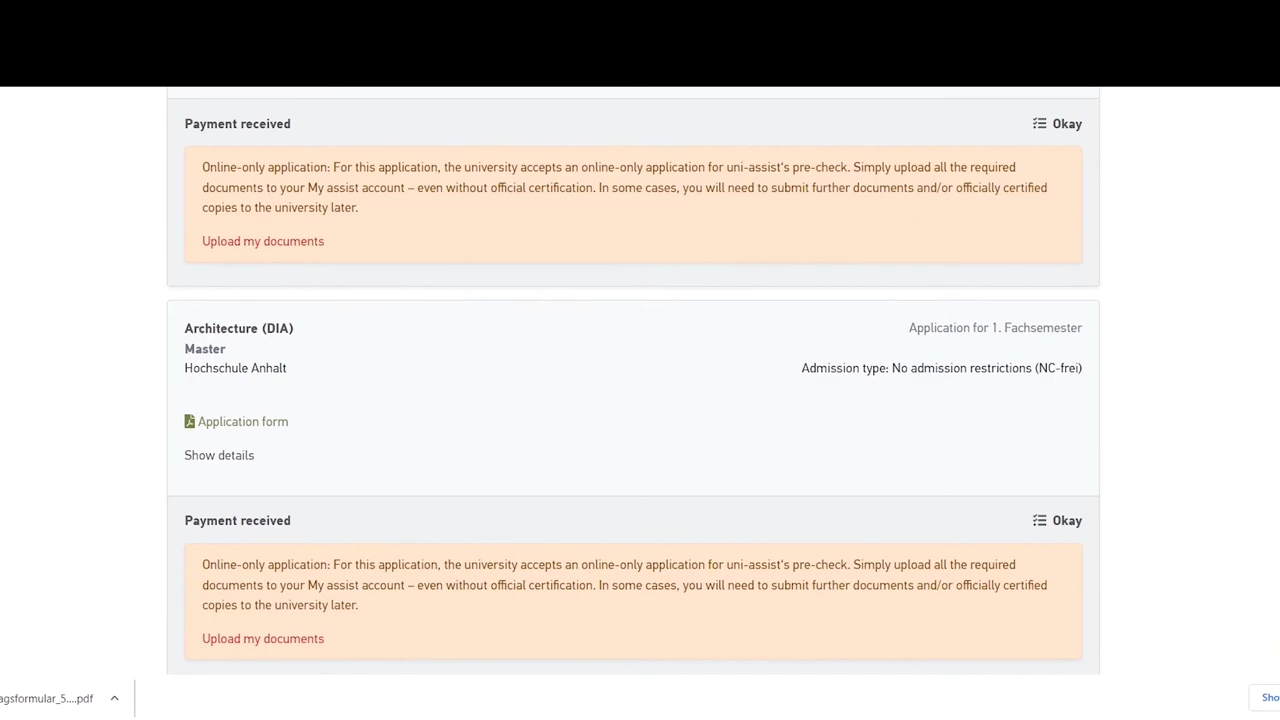 Payment received
Okay
Online-only application: For this application, the university accepts an online-only application for uni-assist's pre-check. Simply upload all the required
documents to your My assist account – even without official certification. In some cases, you will need to submit further documents and/or officially certified
copies to the university later.
Upload my documents
Architecture (DIA)
Application for 1. Fachsemester
Master
Hochschule Anhalt
Admission type: No admission restrictions (NC-frei)
Application form
Show details
Payment received
Okay
Online-only application: For this application, the university accepts an online-only application for uni-assist's pre-check. Simply upload all the required
documents to your My assist account – even without official certification. In some cases, you will need to submit further documents and/or officially certified
copies to the university later.
Upload my documents
agsformular_5....pdf
Sho